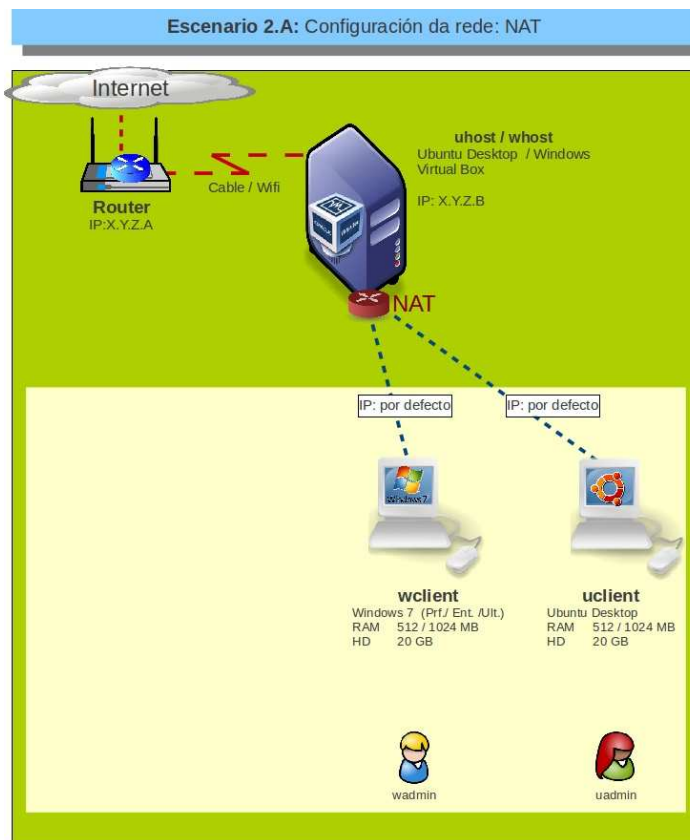 Escenario 2.A: Configuración da rede: NAT
Internet
Cable / Wifi
Router
IP:X.Y.Z.A
uhost / whost
Ubuntu Desktop / Windows
Virtual Box
IP: X.Y.Z.B
NAT
IP: por defecto
IP: por defecto
wclient
Windows 7 (Prf./ Ent. /Ult.)
RAM 512 / 1024 MB
HD 20 GB
uclient
Ubuntu Desktop
RAM 512 / 1024 MB
HD 20 GB
wadmin
uadmin